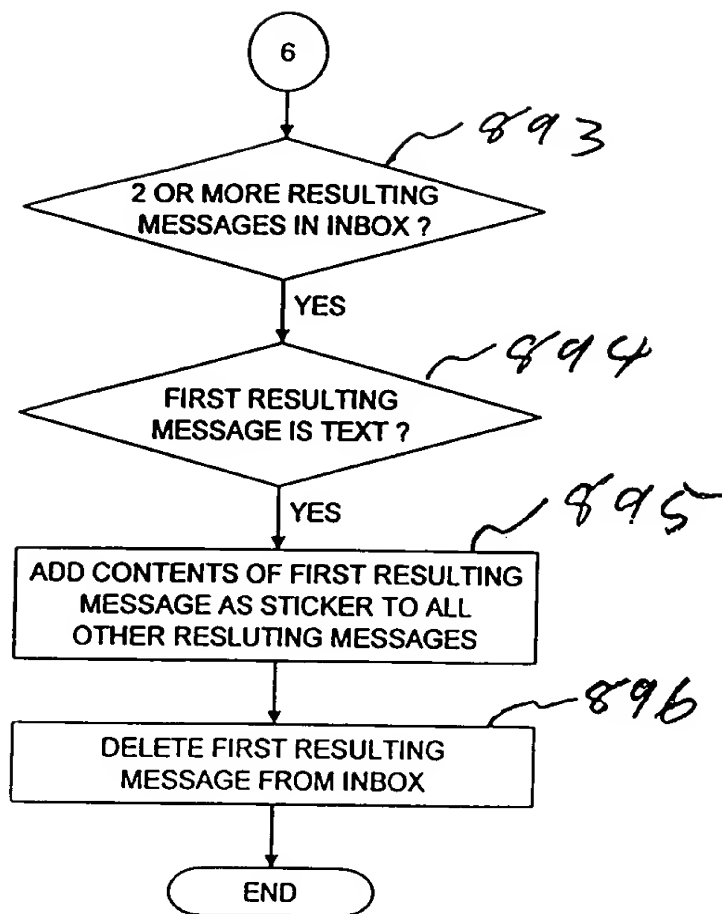 6
893
2 OR MORE RESULTING
MESSAGES IN INBOX ?
YES
894
FIRST RESULTING
MESSAGE IS TEXT ?
YES
895
ADD CONTENTS OF FIRST RESULTING
MESSAGE AS STICKER TO ALL
OTHER RESLUTING MESSAGES
896
DELETE FIRST RESULTING
MESSAGE FROM INBOX
END